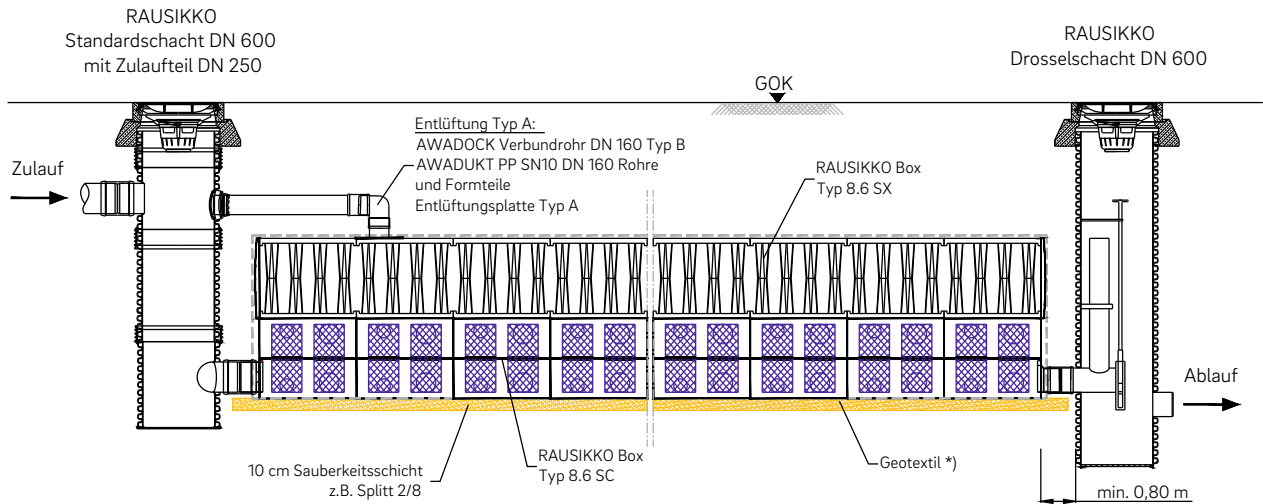 RAUSIKKO
Standardschacht DN 600
mit Zulaufteil DN 250
RAUSIKKO
Drosselschacht DN 600
GOK
Entlüftung Typ A:
AWADOCK Verbundrohr DN 160 Typ B
AWADUKT PP SN10 DN 160 Rohre
und Formteile
Entlüftungsplatte Typ A
RAUSIKKO Box
Typ 8.6 SX
Zulauf
Ablauf
10 cm Sauberkeitsschicht
z.B. Splitt 2/8
RAUSIKKO Box
Typ 8.6 SC
Geotextil *)
min. 0,80 m